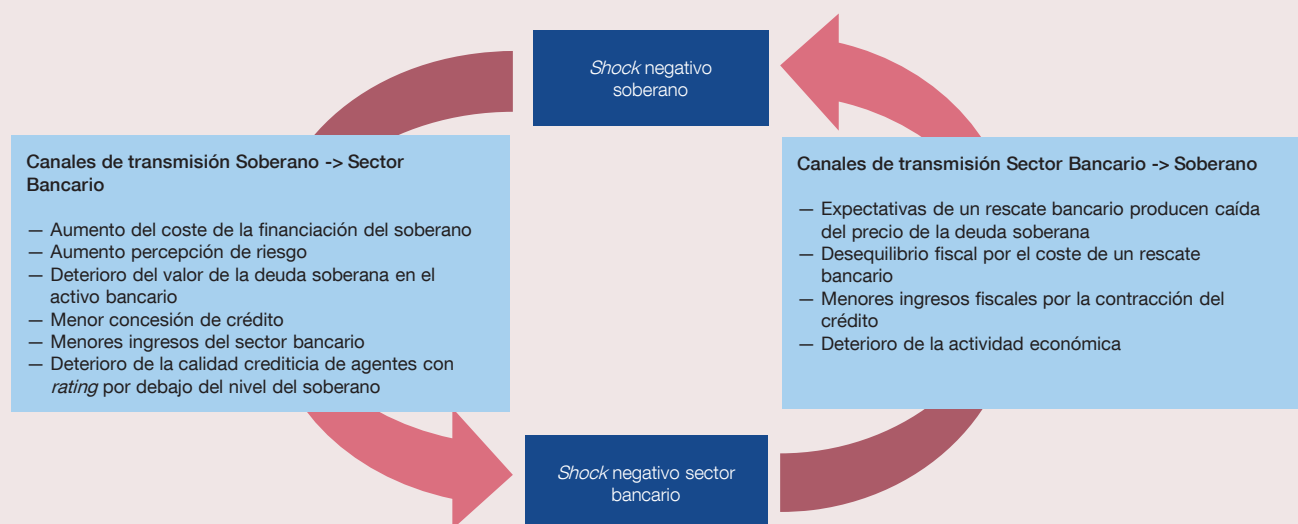 Shock negativo
soberano
Canales de transmisión Soberano -> Sector
Bancario
— Aumento del coste de la financiación del soberano
— Aumento percepción de riesgo
— Deterioro del valor de la deuda soberana en el
activo bancario
— Menor concesión de crédito
— Menores ingresos del sector bancario
— Deterioro de la calidad crediticia de agentes con
rating por debajo del nivel del soberano
Canales de transmisión Sector Bancario -> Soberano
— Expectativas de un rescate bancario producen caída
del precio de la deuda soberana
— Desequilibrio fiscal por el coste de un rescate
bancario
— Menores ingresos fiscales por la contracción del
crédito
— Deterioro de la actividad económica
Shock negativo sector
bancario